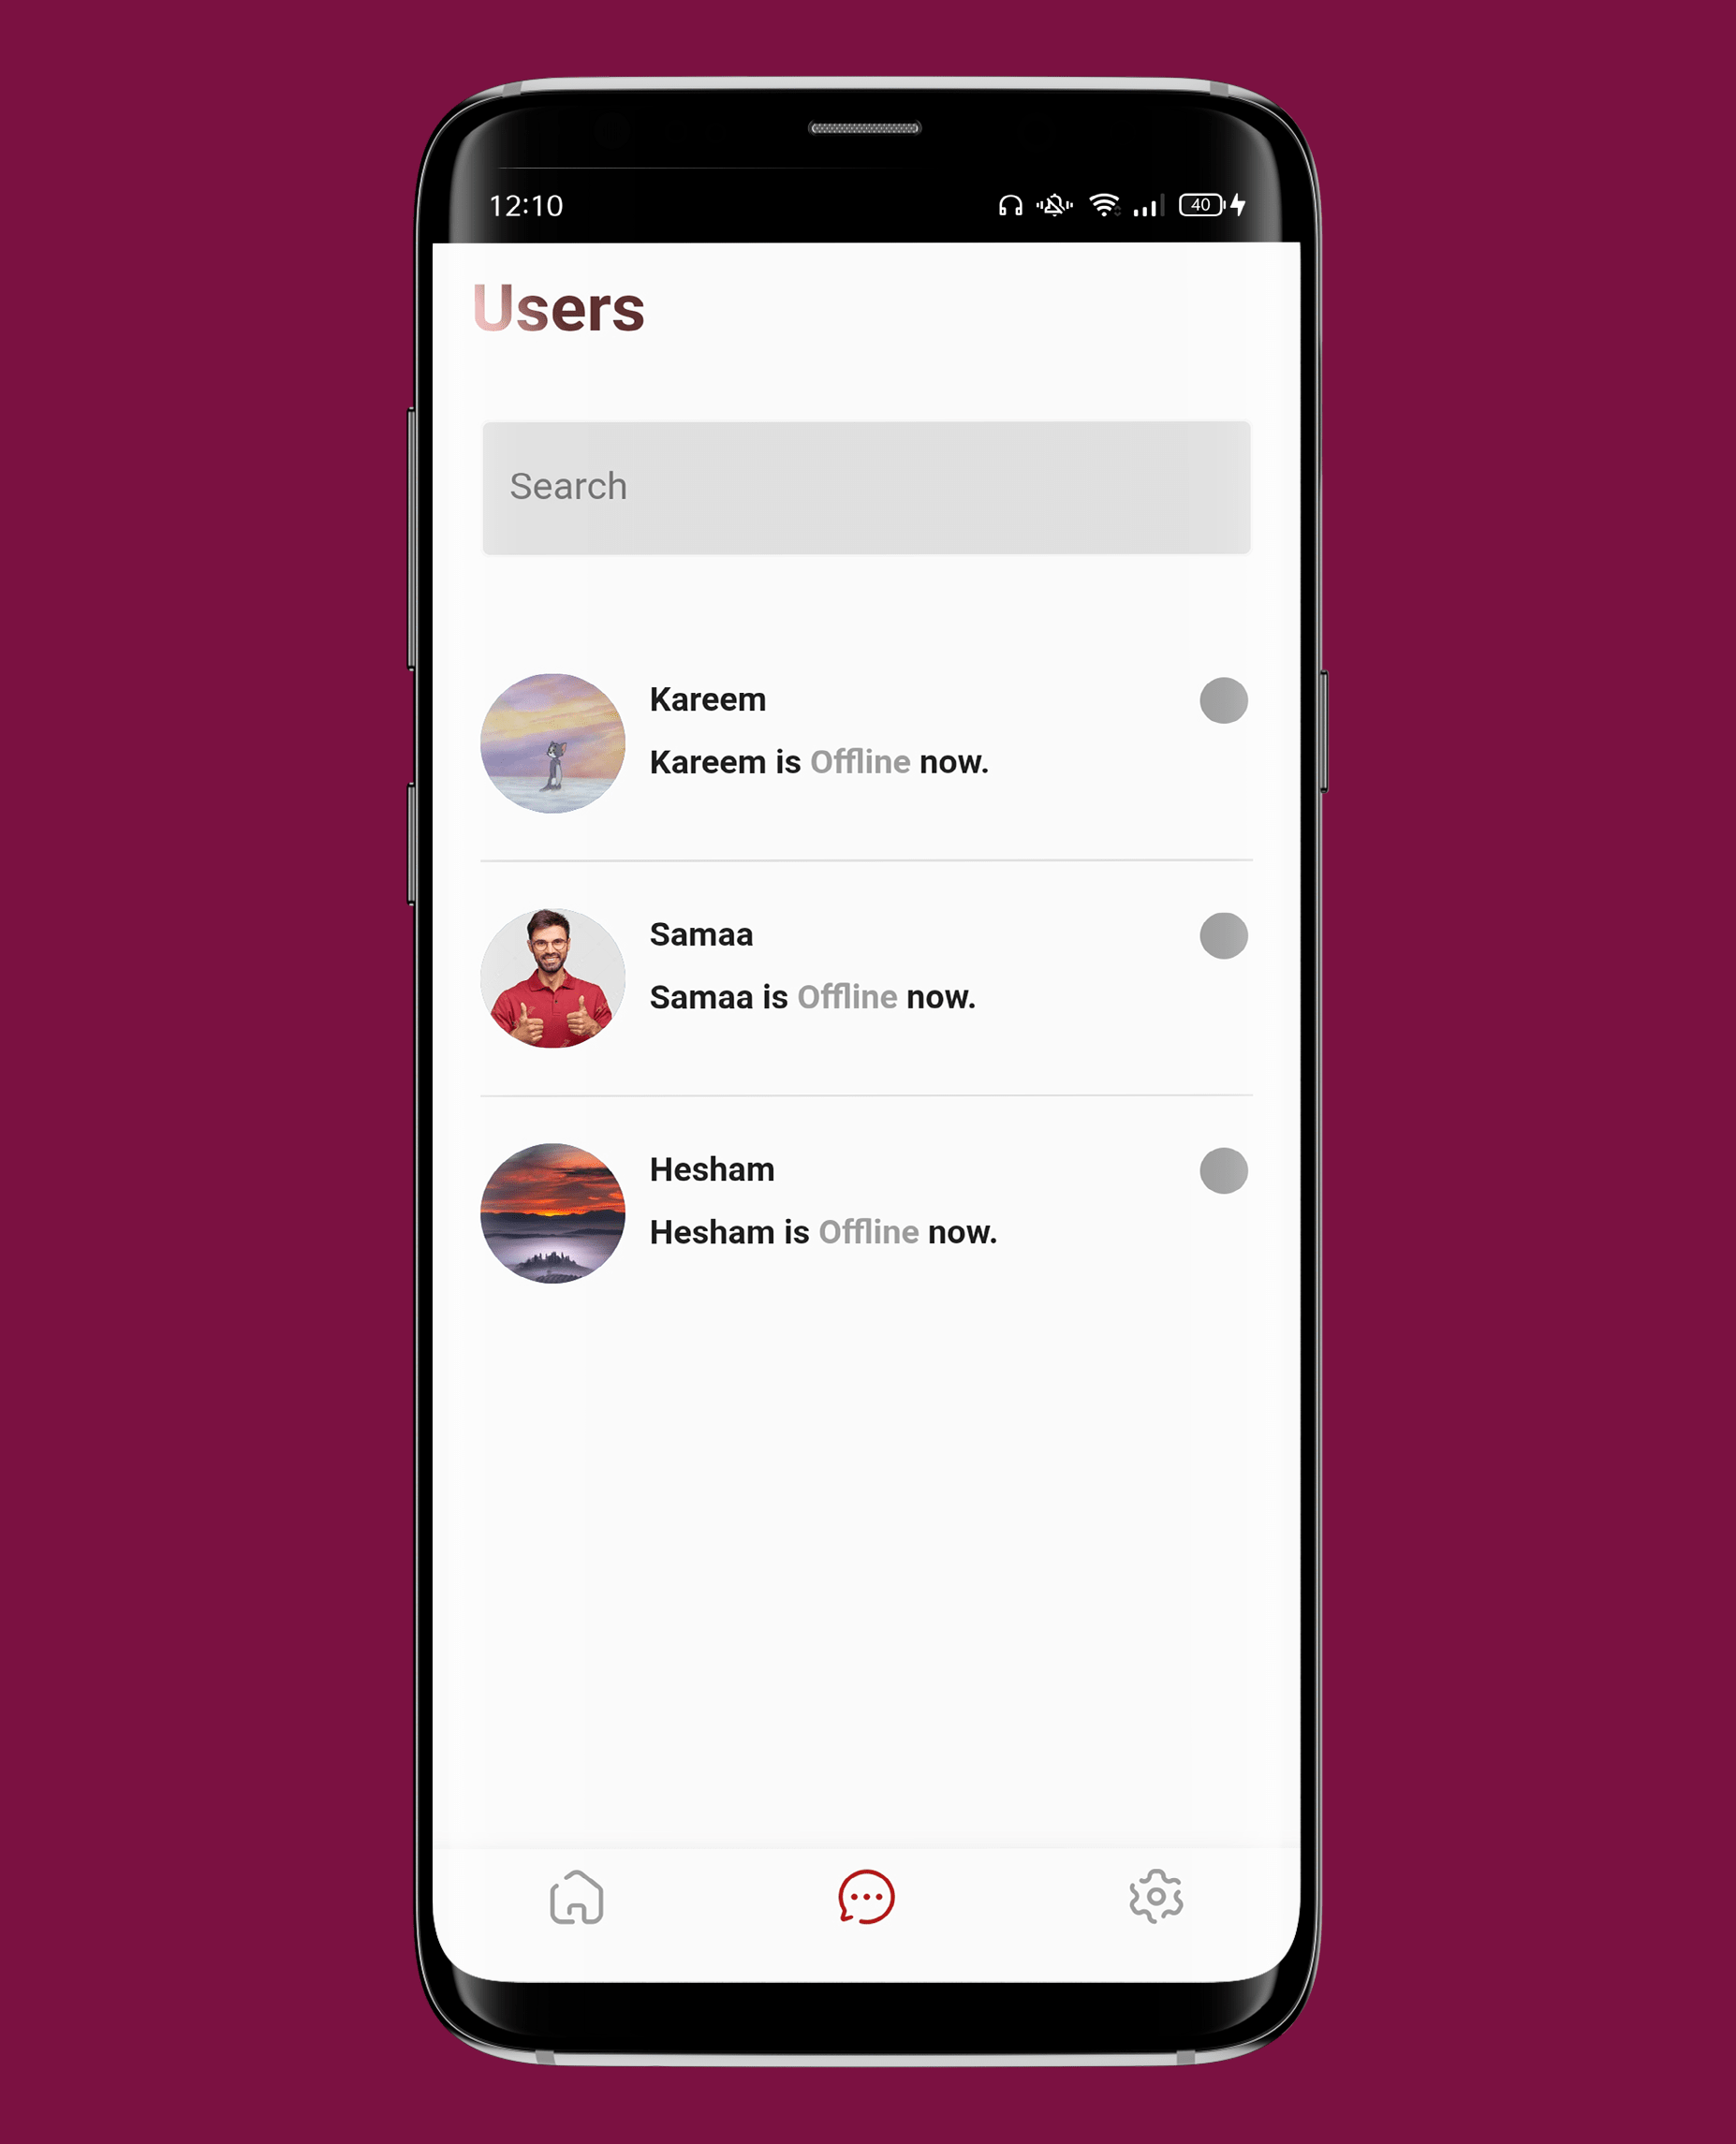 12:10
40
Users
Search
Kareem
Kareem is Offline now.
Samaa
Samaa is Offline now.
Hesham
Hesham is Offline now.